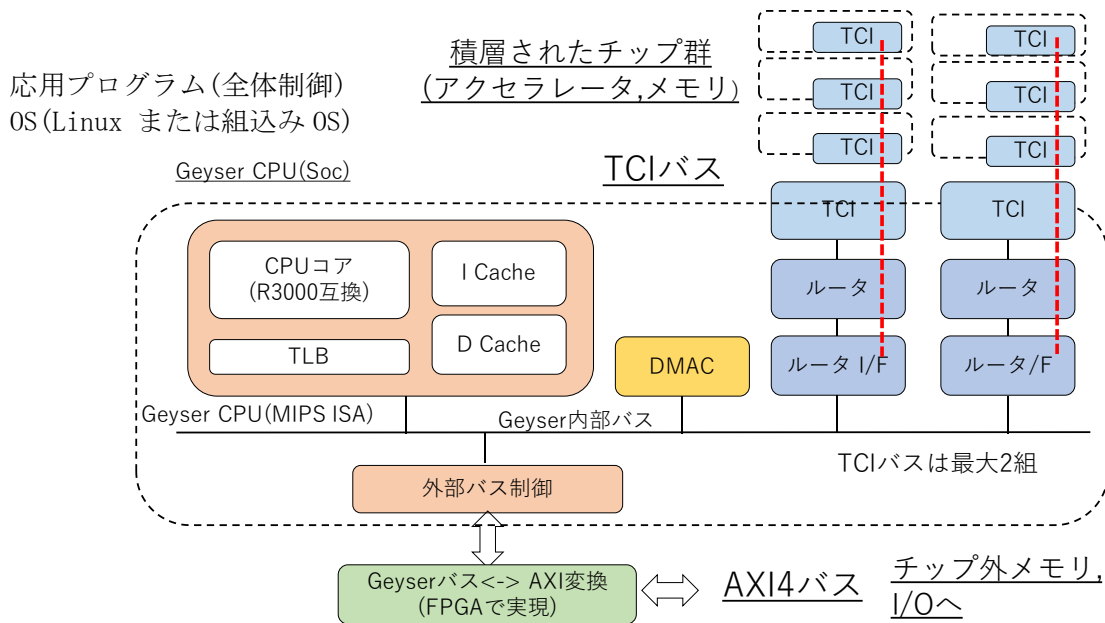 TCI
TCI
積層されたチップ群
(アクセラレータ,メモリ)
TCI
TCI
応用プログラム(全体制御)
OS(Linux または組込み OS)
TCI
TCI
Geyser CPU(Soc)
TCIバス
TCI
TCI
CPUコア
(R3000互換)
I Cache
ルータ
ルータ
TLB
D Cache
DMAC
ルータ I/F
ルータ/F
Geyser CPU(MIPS ISA)
Geyser内部バス
TCIバスは最大2組
外部バス制御
Geyserバス<-> AXI変換
(FPGAで実現)
AXI4バス
チップ外メモリ,
I/Oへ